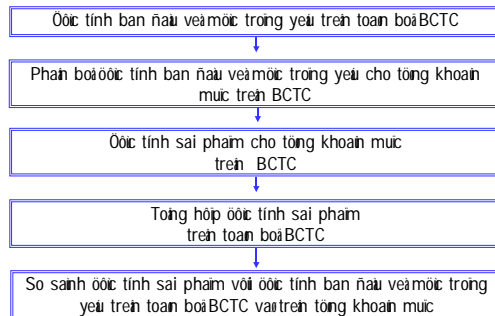 Öôùc tính ban ñaàu veà möùc troïng yeáu treân toaøn boä BCTC
Phaân boå öôùc tính ban ñaàu veà möùc troïng yeáu cho töøng khoaûn
muïc treân BCTC
Öôùc tính sai phaïm cho töøng khoaûn muïc
treân BCTC
Toång hôïp öôùc tính sai phaïm
treân toaøn boä BCTC
So saùnh öôùc tính sai phaïm vôùi öôùc tính ban ñaàu veà möùc troïng
yeáu treân toaøn boä BCTC vaø treân töøng khoaûn muïc